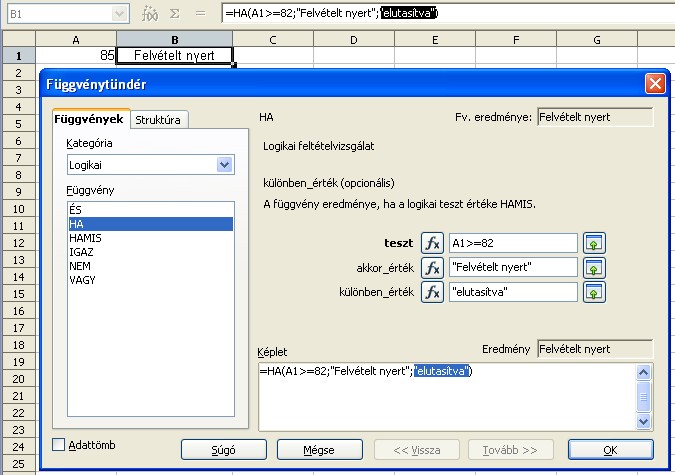 B1 =HA(A1>=82;"Felvételt nyert";"elutasítva")
A B C D E F G
1 85 Felvételt nyert
2
3
4
5
6
7
8
9
10
11
12
13
14
15
16
17
18
19
20
21
22
23
24
25
Függvénytündér
Függvények Struktúra
Kategória
Logikai
Függvény
ÉS
HA
HAMIS
IGAZ
NEM
VAGY
HA Fv. eredménye: Felvételt nyert
Logikai feltételvizsgálat
különben_érték (opcionális)
A függvény eredménye, ha a logikai teszt értéke HAMIS.
teszt fx A1>=82
akkor_érték fx "Felvételt nyert"
különben_érték fx "elutasítva"
Képlet Eredmény Felvételt nyert
=HA(A1>=82;"Felvételt nyert";"elutasítva")
Adattömb
Súgó Mégse << Vissza Tovább >> OK